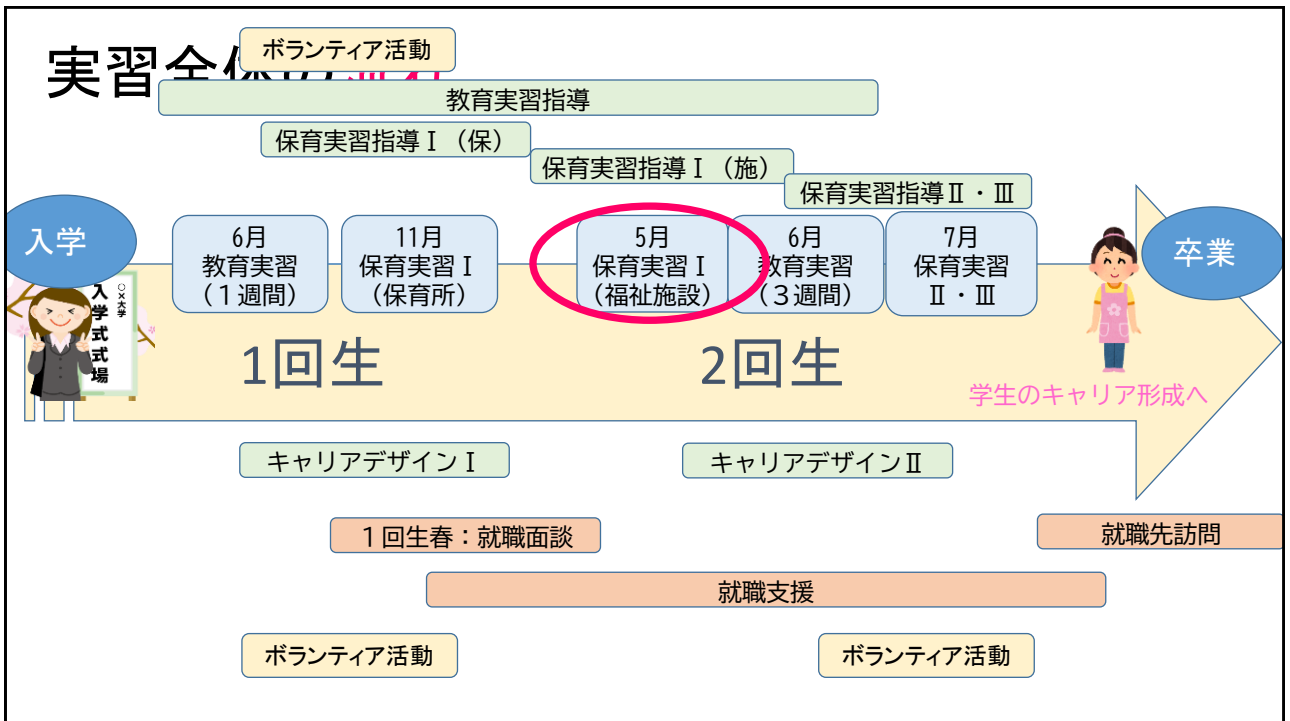 実習全体の流れ
ボランティア活動
教育実習指導
保育実習指導Ⅰ（保）
保育実習指導Ⅰ（施）
保育実習指導Ⅱ・Ⅲ
入学
6月
教育実習
（１週間）
11月
保育実習Ⅰ
（保育所）
5月
保育実習Ⅰ
（福祉施設）
6月
教育実習
（３週間）
7月
保育実習
Ⅱ・Ⅲ
卒業
○×大学
入学式式場
1回生
2回生
学生のキャリア形成へ
キャリアデザインⅠ
キャリアデザインⅡ
１回生春：就職面談
就職先訪問
就職支援
ボランティア活動
ボランティア活動